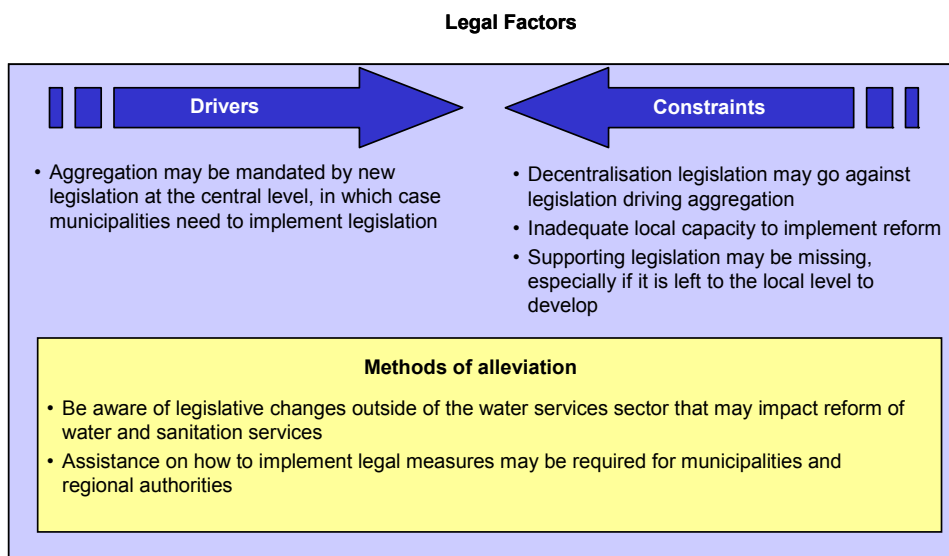 Legal Factors
Drivers
Constraints
• Aggregation may be mandated by new
legislation at the central level, in which case
municipalities need to implement legislation
• Decentralisation legislation may go against
legislation driving aggregation
• Inadequate local capacity to implement reform
• Supporting legislation may be missing,
especially if it is left to the local level to
develop
Methods of alleviation
• Be aware of legislative changes outside of the water services sector that may impact reform of
water and sanitation services
• Assistance on how to implement legal measures may be required for municipalities and
regional authorities